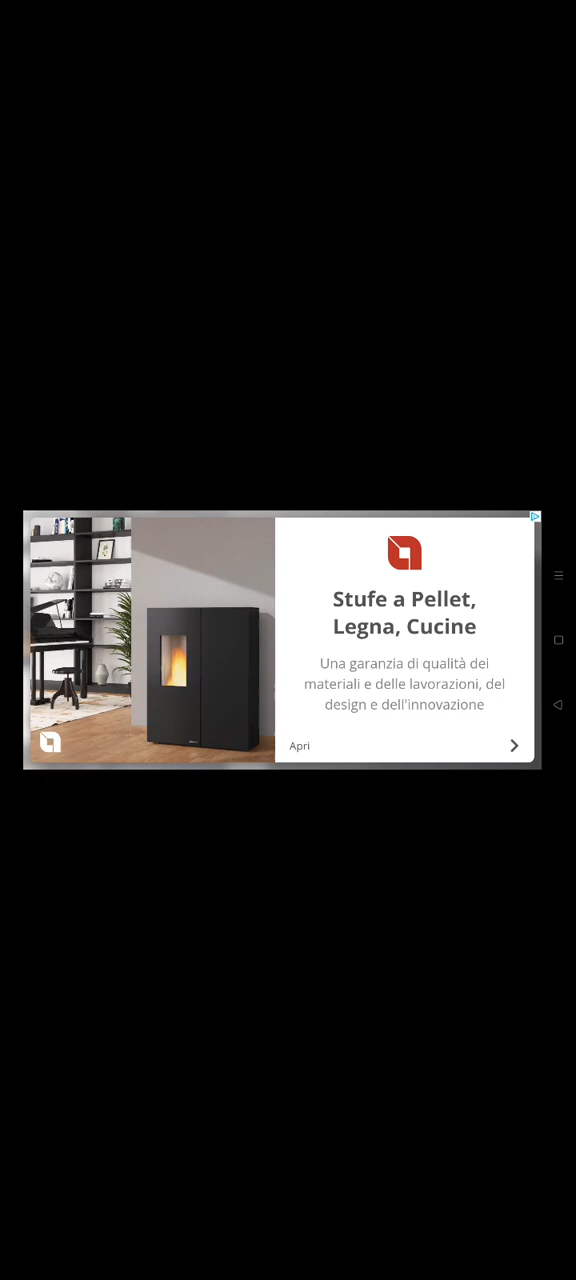 Stufe a Pellet,
Legna, Cucine
Una garanzia di qualità dei
materiali e delle lavorazioni, del
design e dell'innovazione
Apri